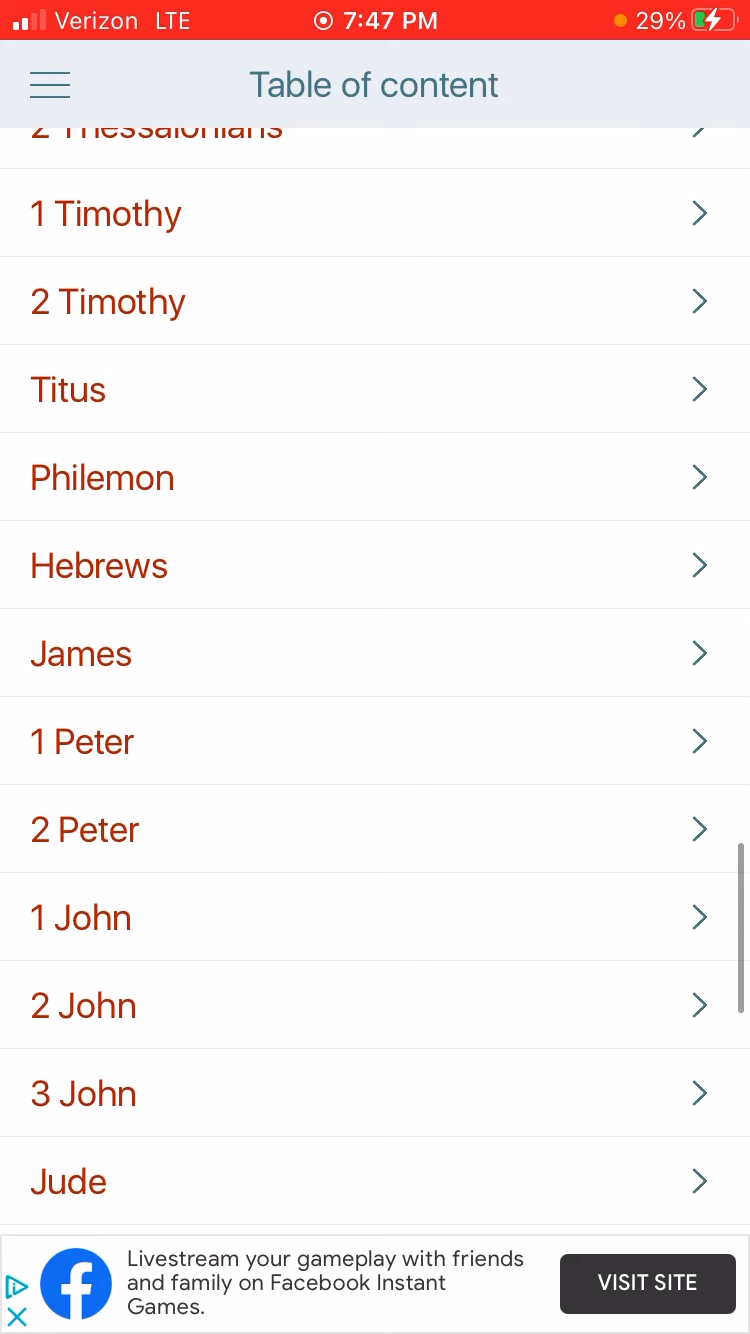 Verizon LTE 7:47 PM 29%
Table of content
2 Thessalonians
1 Timothy
2 Timothy
Titus
Philemon
Hebrews
James
1 Peter
2 Peter
1 John
2 John
3 John
Jude
Livestream your gameplay with friends
and family on Facebook Instant
Games.
VISIT SITE